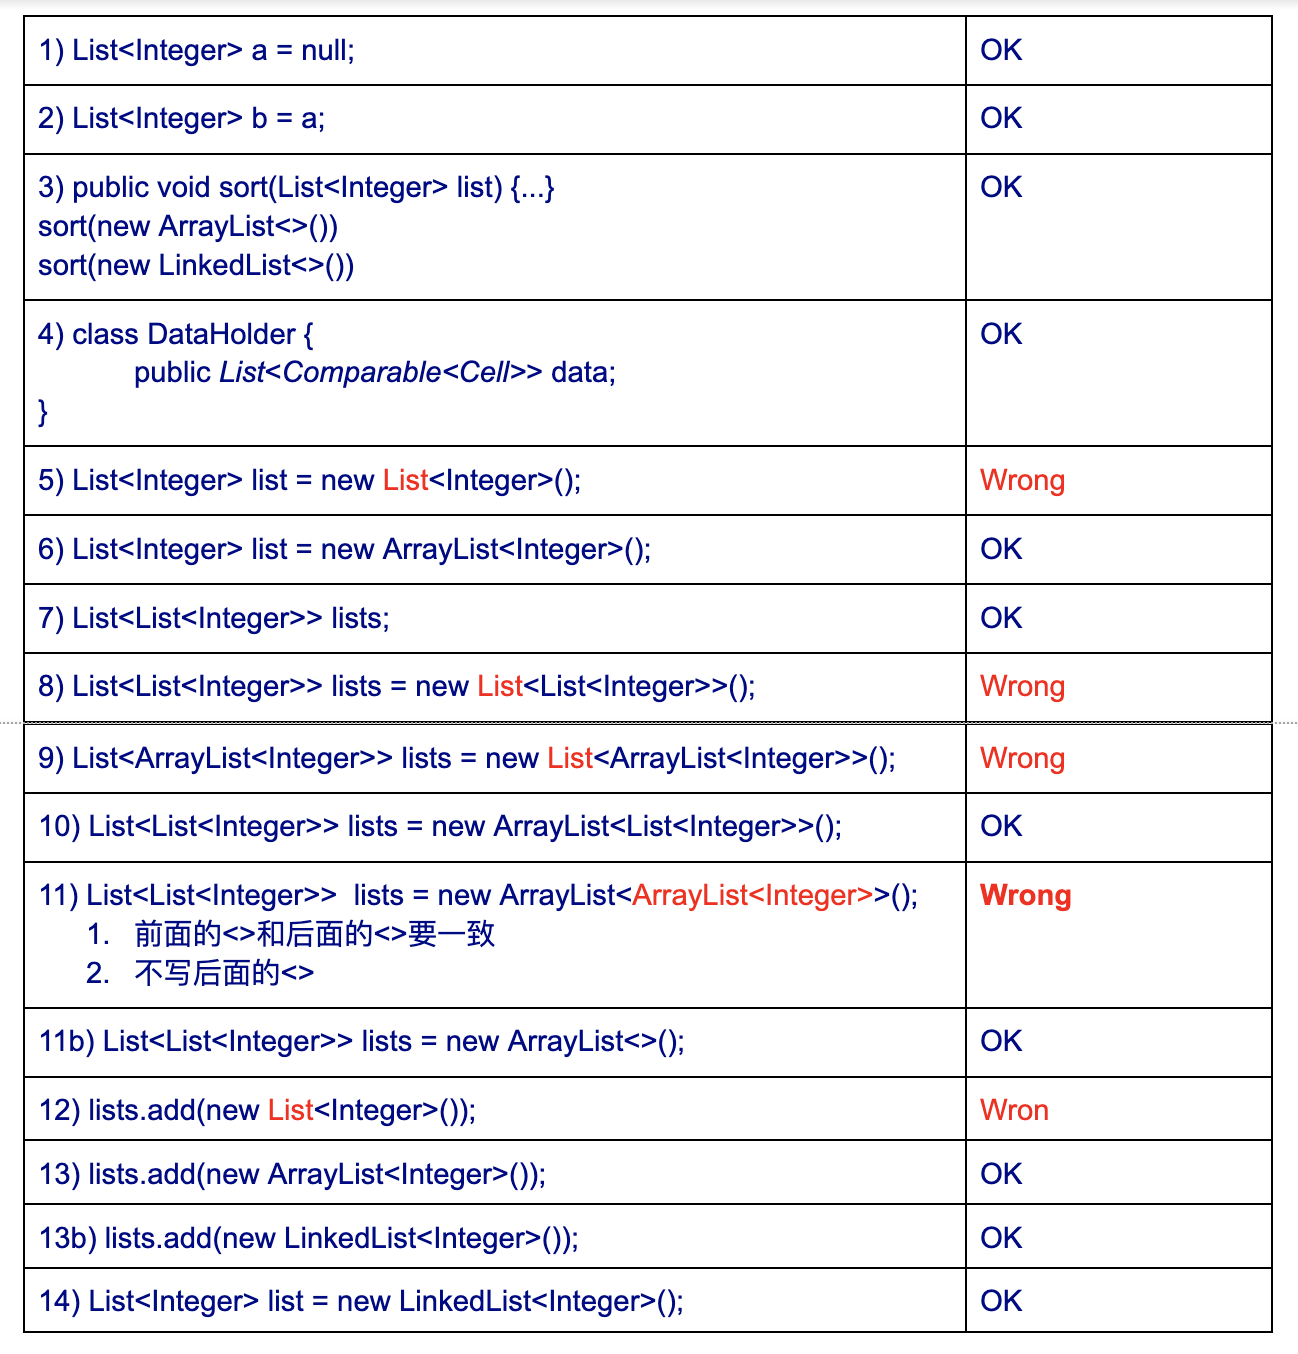 1) List<Integer> a = null;
OK
2) List<Integer> b = a;
OK
3) public void sort(List<Integer> list) {...}
OK
sort(new ArrayList<>())
sort(new LinkedList<>())
4) class DataHolder {
OK
public List<Comparable<Cell>> data;
}
5) List<Integer> list = new List<Integer>();
Wrong
6) List<Integer> list = new ArrayList<Integer>();
OK
7) List<List<Integer>> lists;
OK
8) List<List<Integer>> lists = new List<List<Integer>>();
Wrong
9) List<ArrayList<Integer>> lists = new List<ArrayList<Integer>>();
Wrong
10) List<List<Integer>> lists = new ArrayList<List<Integer>>();
OK
11) List<List<Integer>>  lists = new ArrayList<ArrayList<Integer>>();
Wrong
1. 前面的<>和后面的<>要一致
2. 不写后面的<>
11b) List<List<Integer>> lists = new ArrayList<>();
OK
12) lists.add(new List<Integer>());
Wron
13) lists.add(new ArrayList<Integer>());
OK
13b) lists.add(new LinkedList<Integer>());
OK
14) List<Integer> list = new LinkedList<Integer>();
OK